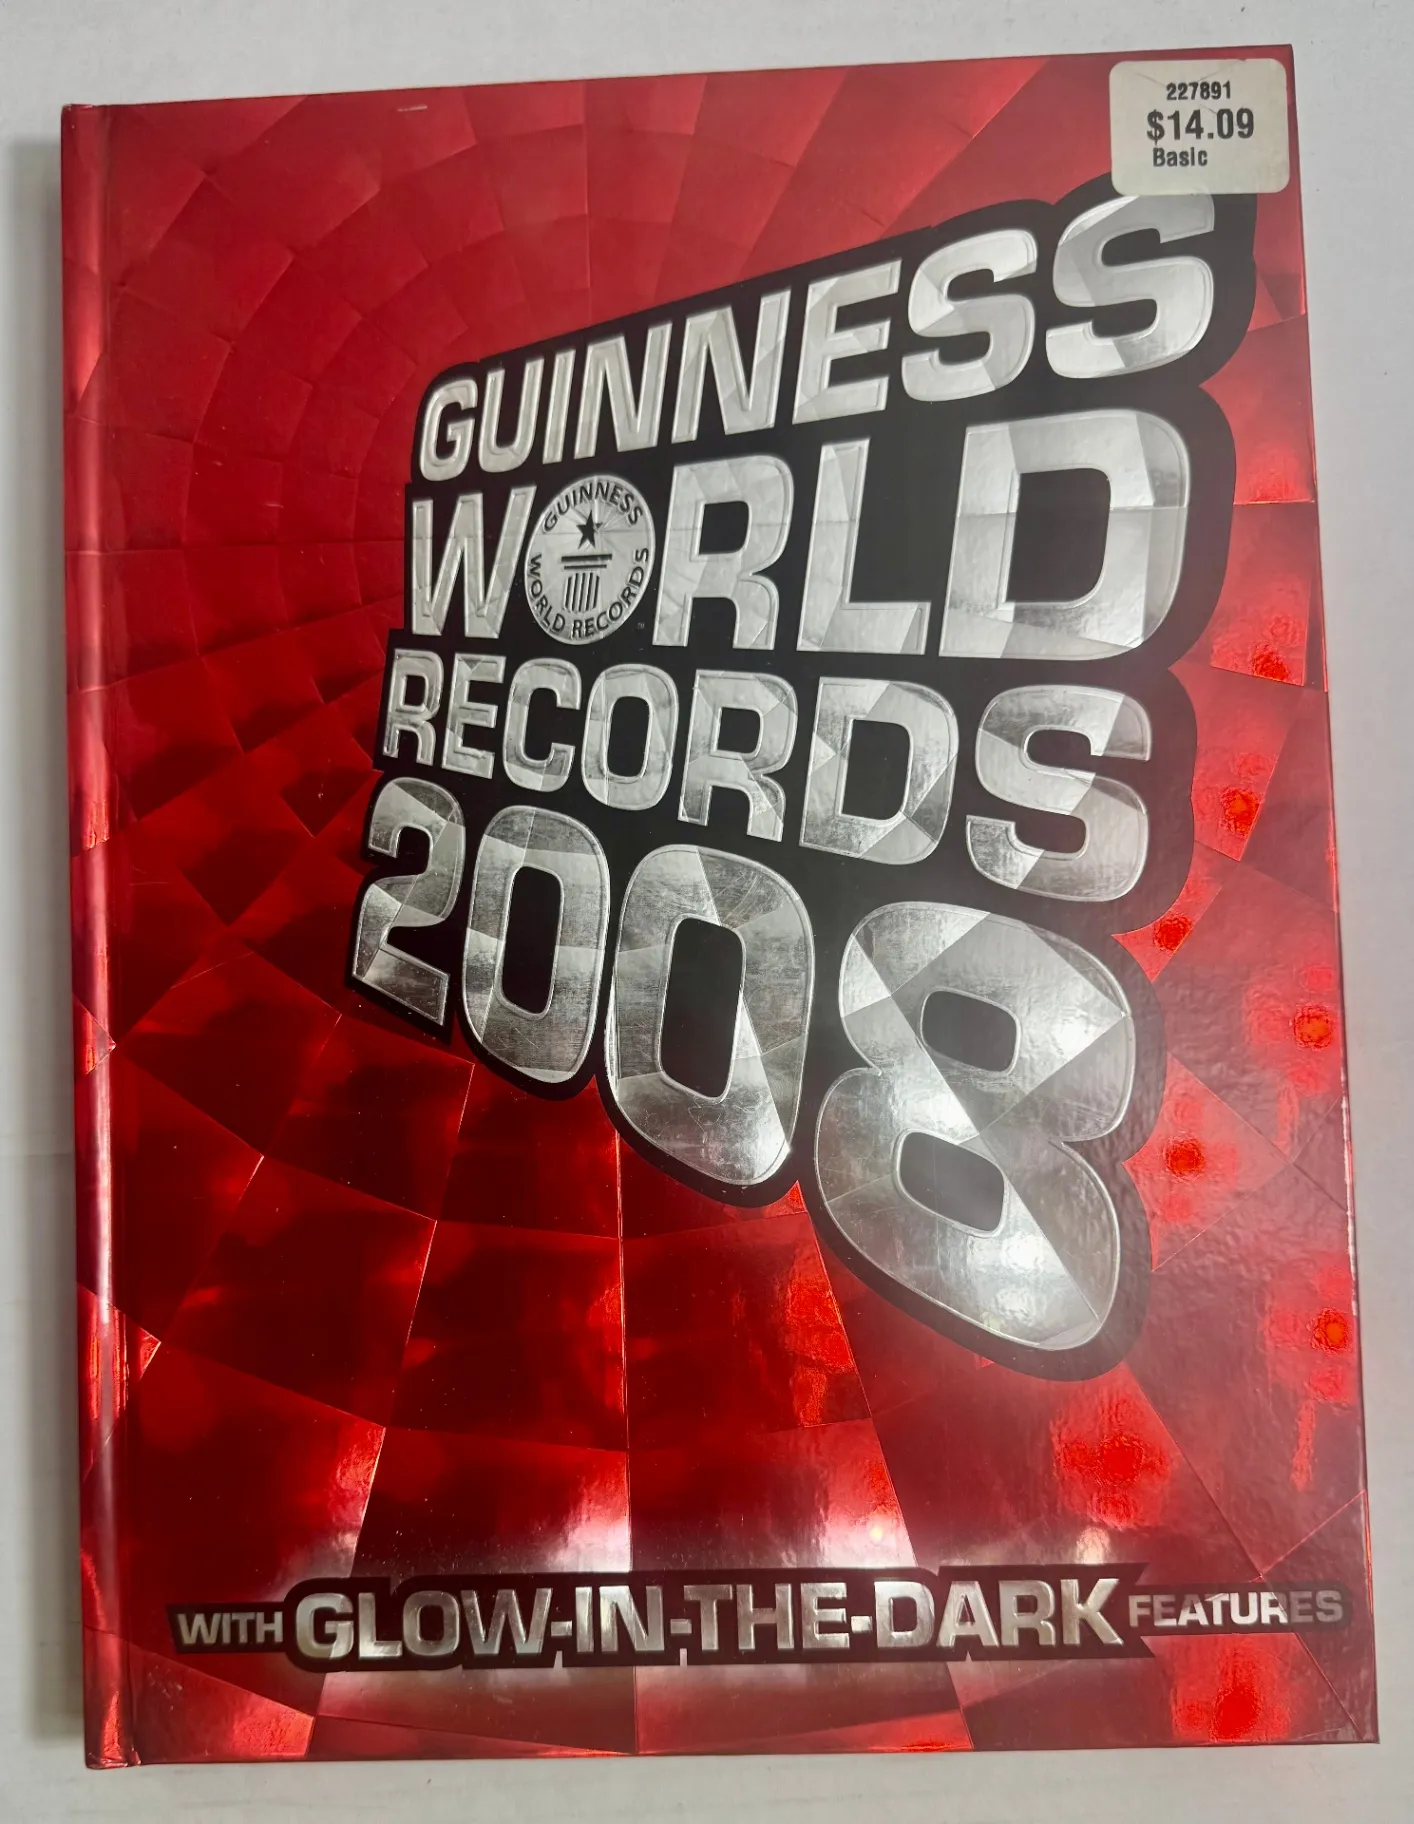 227891
$14.09
Basic
GUINNESS
WORLD
GUINNESS
WORLD RECORDS
RECORDS
2008
WITH GLOW-IN-THE-DARK FEATURES